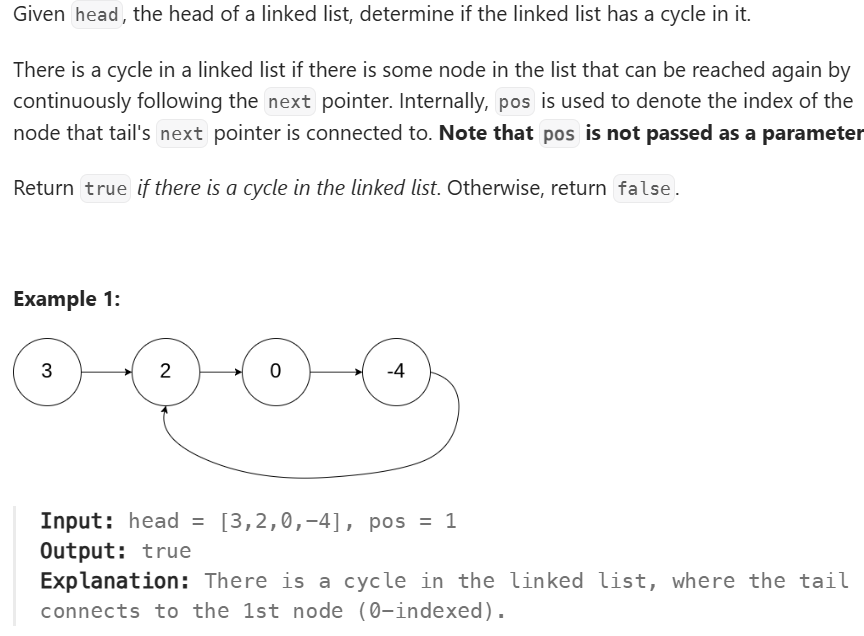 Given head, the head of a linked list, determine if the linked list has a cycle in it.
There is a cycle in a linked list if there is some node in the list that can be reached again by
continuously following the next pointer. Internally, pos is used to denote the index of the
node that tail's next pointer is connected to. Note that pos is not passed as a parameter
Return true if there is a cycle in the linked list. Otherwise, return false.
Example 1:
3 2 0 -4
Input: head = [3,2,0,-4], pos = 1
Output: true
Explanation: There is a cycle in the linked list, where the tail
connects to the 1st node (0-indexed).